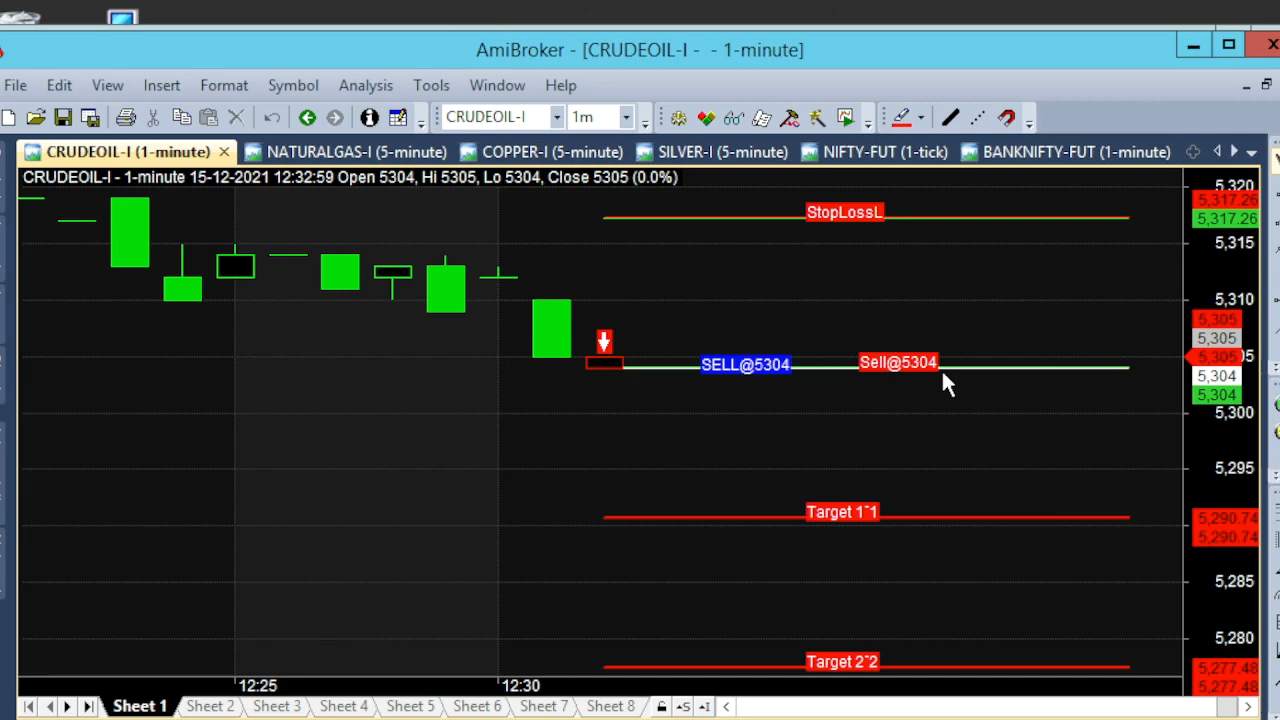 AmiBroker - [CRUDEOIL-I - - 1-minute]
File Edit View Insert Format Symbol Analysis Tools Window Help
CRUDEOIL-I 1m
CRUDEOIL-I (1-minute) NATURALGAS-I (5-minute) COPPER-I (5-minute) SILVER-I (5-minute) NIFTY-FUT (1-tick) BANKNIFTY-FUT (1-minute)
CRUDEOIL-I - 1-minute 15-12-2021 12:32:59 Open 5304, Hi 5305, Lo 5304, Close 5305 (0.0%)
5,320
5,317.26
StopLossL
5,317.26
5,315
5,310
5,305
5,305
5,305
SELL@5304 Sell@5304
5,304
5,304
5,300
5,295
Target 1~1
5,290.74
5,290.74
5,285
5,280
Target 2~2
5,277.48
5,277.48
12:25 12:30
Sheet 1 Sheet 2 Sheet 3 Sheet 4 Sheet 5 Sheet 6 Sheet 7 Sheet 8